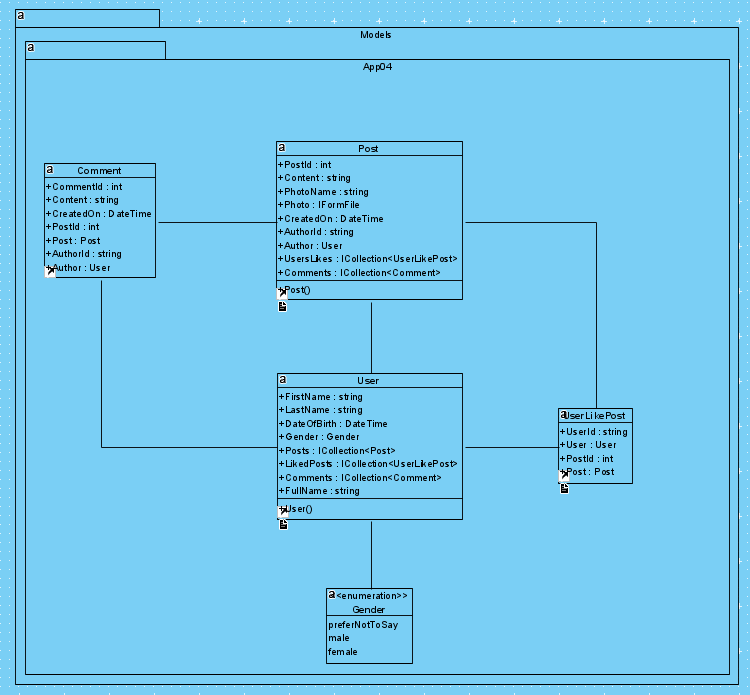 a
Models
a
App04
a
Comment
+CommentId : int
+Content : string
+CreatedOn : DateTime
+PostId : int
+Post : Post
+AuthorId : string
+Author : User
a
Post
+PostId : int
+Content : string
+PhotoName : string
+Photo : IFormFile
+CreatedOn : DateTime
+AuthorId : string
+Author : User
+UsersLikes : ICollection<UserLikePost>
+Comments : ICollection<Comment>
+Post()
a
User
+FirstName : string
+LastName : string
+DateOfBirth : DateTime
+Gender : Gender
+Posts : ICollection<Post>
+LikedPosts : ICollection<UserLikePost>
+Comments : ICollection<Comment>
+FullName : string
+User()
a
UserLikePost
+UserId : string
+User : User
+PostId : int
+Post : Post
a
<<enumeration>>
Gender
preferNotToSay
male
female